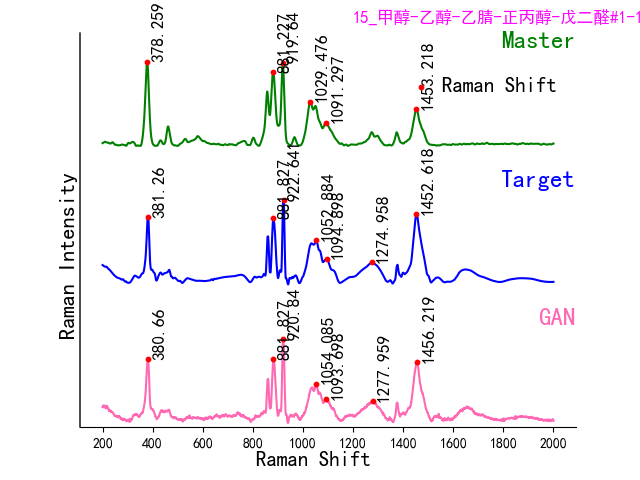 15_甲醇-乙醇-乙腈-正丙醇-戊二醛#1-1
Master
378.259
881.227
919.64
1029.476
1091.297
1453.218
Raman Shift
Target
381.26
881.827
922.641
1052.884
1094.898
1274.958
1452.618
GAN
380.66
881.827
920.84
1054.085
1093.698
1277.959
1456.219
Raman Intensity
200 400 600 800 1000 1200 1400 1600 1800 2000
Raman Shift